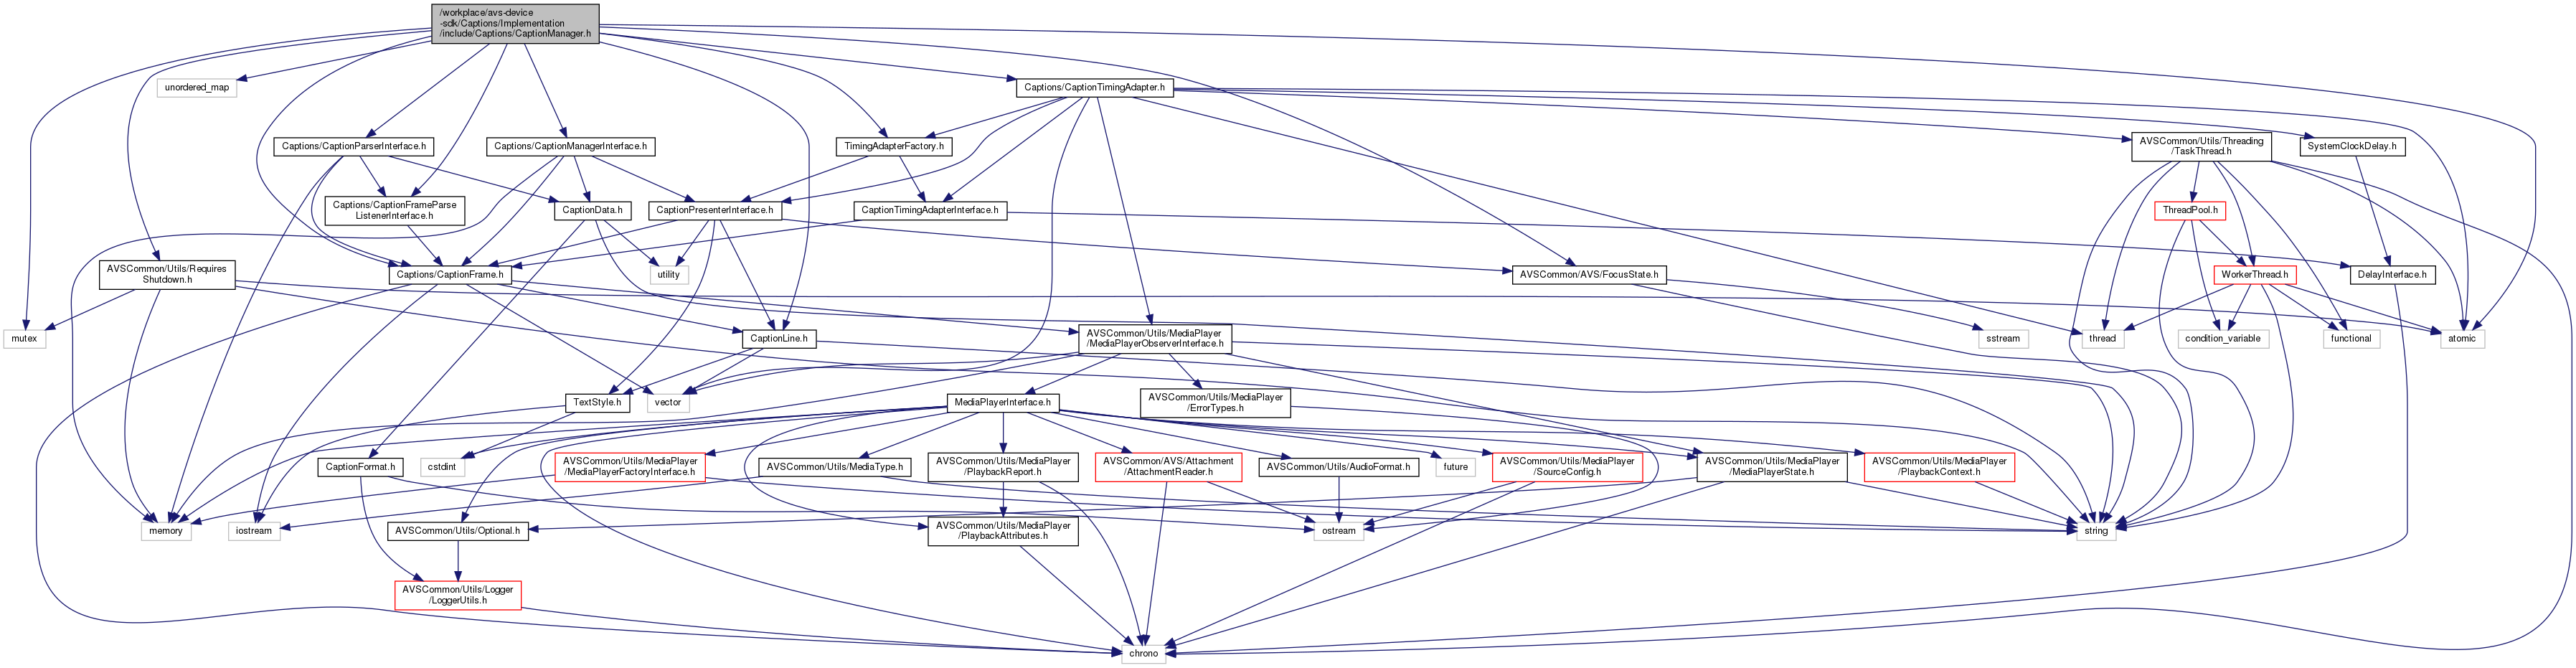 /workplace/avs-device
-sdk/Captions/Implementation
/include/Captions/CaptionManager.h
unordered_map
Captions/CaptionTimingAdapter.h
Captions/CaptionParserInterface.h
Captions/CaptionManagerInterface.h
TimingAdapterFactory.h
AVSCommon/Utils/Threading
/TaskThread.h
SystemClockDelay.h
Captions/CaptionFrameParse
ListenerInterface.h
CaptionData.h
CaptionPresenterInterface.h
CaptionTimingAdapterInterface.h
ThreadPool.h
AVSCommon/Utils/Requires
Shutdown.h
Captions/CaptionFrame.h
utility
AVSCommon/AVS/FocusState.h
WorkerThread.h
DelayInterface.h
mutex
CaptionLine.h
AVSCommon/Utils/MediaPlayer
/MediaPlayerObserverInterface.h
sstream
thread
condition_variable
functional
atomic
TextStyle.h
vector
MediaPlayerInterface.h
AVSCommon/Utils/MediaPlayer
/ErrorTypes.h
CaptionFormat.h
cstdint
AVSCommon/Utils/MediaPlayer
/MediaPlayerFactoryInterface.h
AVSCommon/Utils/MediaType.h
AVSCommon/Utils/MediaPlayer
/PlaybackReport.h
AVSCommon/AVS/Attachment
/AttachmentReader.h
AVSCommon/Utils/AudioFormat.h
future
AVSCommon/Utils/MediaPlayer
/SourceConfig.h
AVSCommon/Utils/MediaPlayer
/MediaPlayerState.h
AVSCommon/Utils/MediaPlayer
/PlaybackContext.h
memory
iostream
AVSCommon/Utils/Optional.h
AVSCommon/Utils/MediaPlayer
/PlaybackAttributes.h
ostream
string
AVSCommon/Utils/Logger
/LoggerUtils.h
chrono